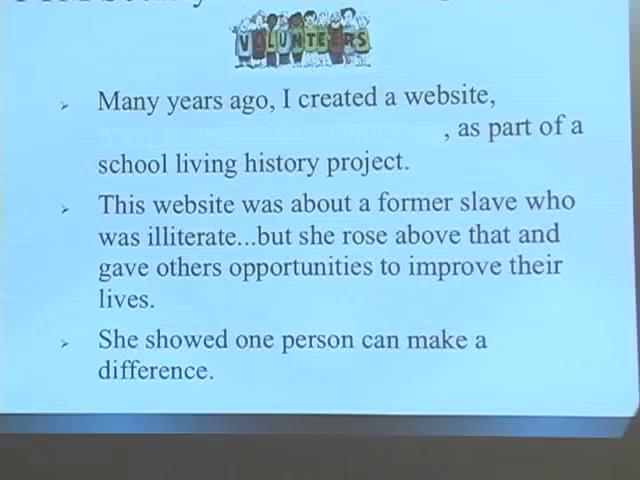 VOLUNTEERS
Many years ago, I created a website,
, as part of a
school living history project.
This website was about a former slave who
was illiterate...but she rose above that and
gave others opportunities to improve their
lives.
She showed one person can make a
difference.